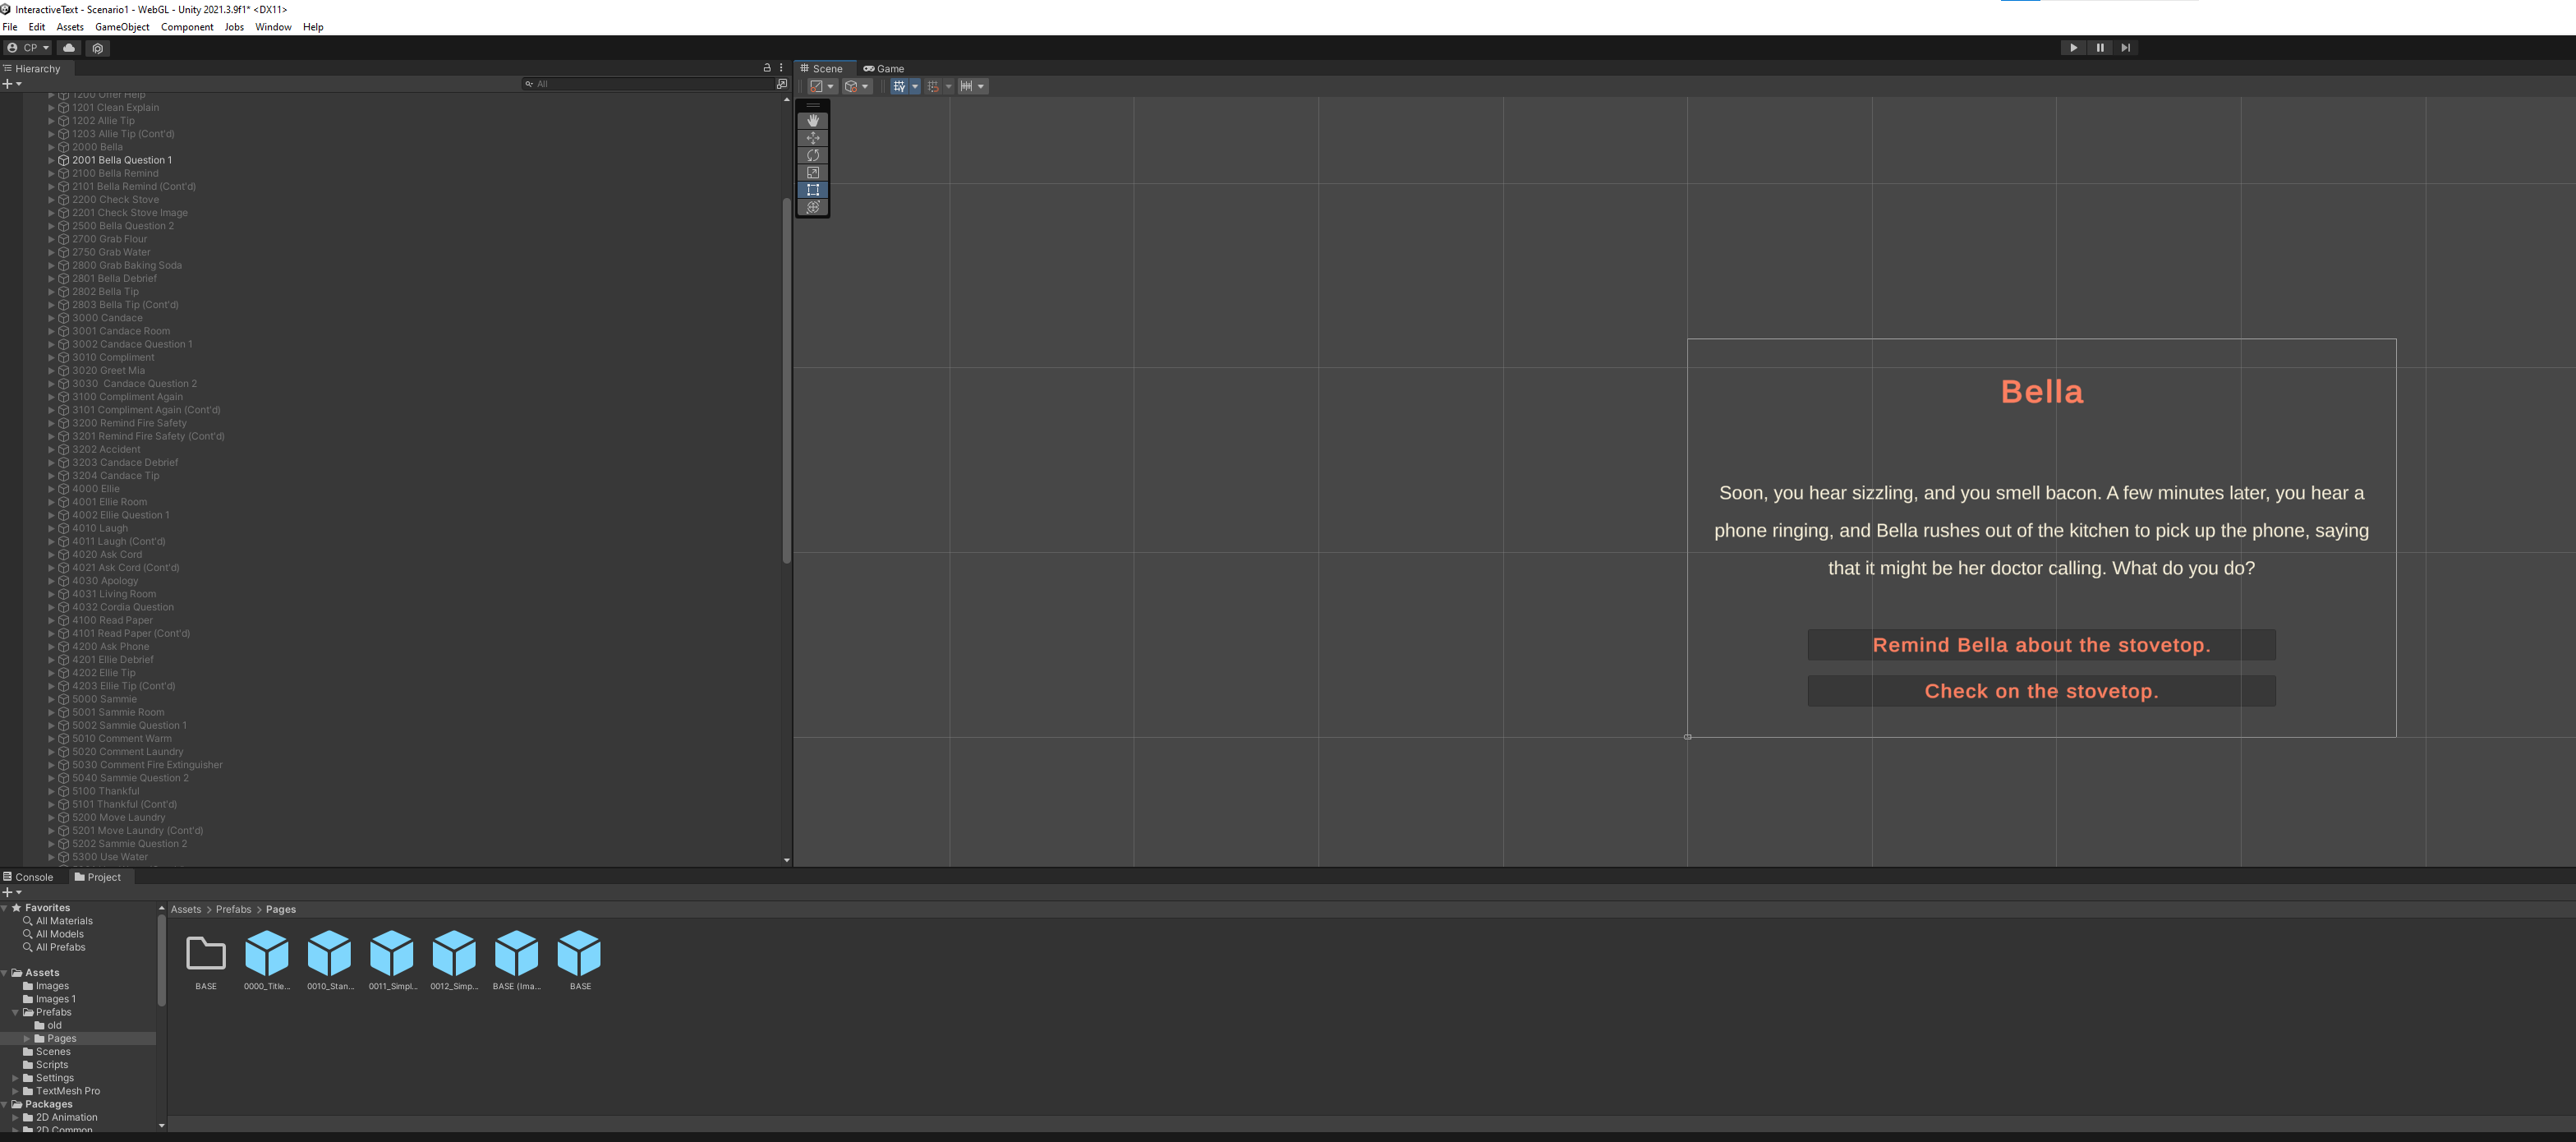 InteractiveText - Scenario1 - WebGL - Unity 2021.3.9f1* <DX11>
File Edit Assets GameObject Component Jobs Window Help
CP
Hierarchy
All
1200 Offer Help
1201 Clean Explain
1202 Allie Tip
1203 Allie Tip (Cont'd)
2000 Bella
2001 Bella Question 1
2100 Bella Remind
2101 Bella Remind (Cont'd)
2200 Check Stove
2201 Check Stove Image
2500 Bella Question 2
2700 Grab Flour
2750 Grab Water
2800 Grab Baking Soda
2801 Bella Debrief
2802 Bella Tip
2803 Bella Tip (Cont'd)
3000 Candace
3001 Candace Room
3002 Candace Question 1
3010 Compliment
3020 Greet Mia
3030  Candace Question 2
3100 Compliment Again
3101 Compliment Again (Cont'd)
3200 Remind Fire Safety
3201 Remind Fire Safety (Cont'd)
3202 Accident
3203 Candace Debrief
3204 Candace Tip
4000 Ellie
4001 Ellie Room
4002 Ellie Question 1
4010 Laugh
4011 Laugh (Cont'd)
4020 Ask Cord
4021 Ask Cord (Cont'd)
4030 Apology
4031 Living Room
4032 Cordia Question
4100 Read Paper
4101 Read Paper (Cont'd)
4200 Ask Phone
4201 Ellie Debrief
4202 Ellie Tip
4203 Ellie Tip (Cont'd)
5000 Sammie
5001 Sammie Room
5002 Sammie Question 1
5010 Comment Warm
5020 Comment Laundry
5030 Comment Fire Extinguisher
5040 Sammie Question 2
5100 Thankful
5101 Thankful (Cont'd)
5200 Move Laundry
5201 Move Laundry (Cont'd)
5202 Sammie Question 2
5300 Use Water
Scene Game
Bella
Soon, you hear sizzling, and you smell bacon. A few minutes later, you hear a
phone ringing, and Bella rushes out of the kitchen to pick up the phone, saying
that it might be her doctor calling. What do you do?
Remind Bella about the stovetop.
Check on the stovetop.
Console Project
Favorites
All Materials
All Models
All Prefabs
Assets
Images
Images 1
Prefabs
old
Pages
Scenes
Scripts
Settings
TextMesh Pro
Packages
2D Animation
2D Common
Assets > Prefabs > Pages
BASE
0000_Title...
0010_Stan...
0011_Simpl...
0012_Simp...
BASE (Ima...
BASE